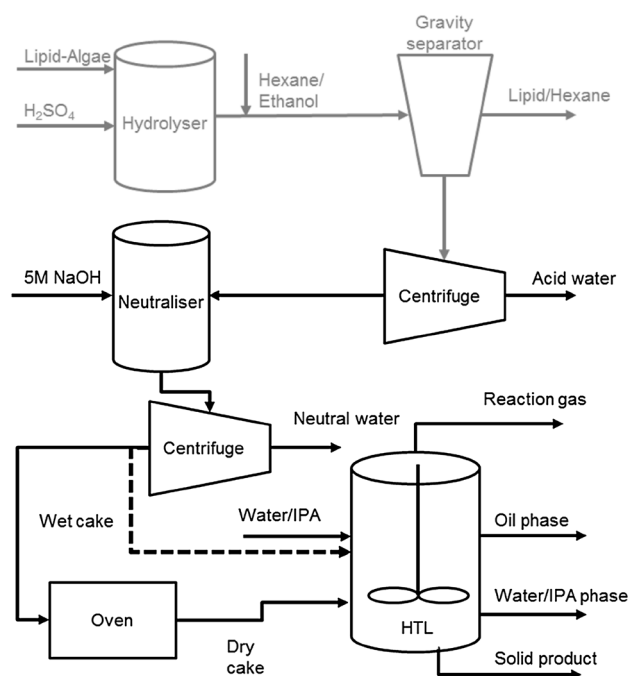 Gravity
separator
Lipid-Algae
Hexane/
Ethanol
Lipid/Hexane
H₂SO₄
Hydrolyser
5M NaOH
Neutraliser
Centrifuge
Acid water
Reaction gas
Neutral water
Centrifuge
Wet cake
Water/IPA
Oil phase
Water/IPA phase
Oven
HTL
Dry
cake
Solid product